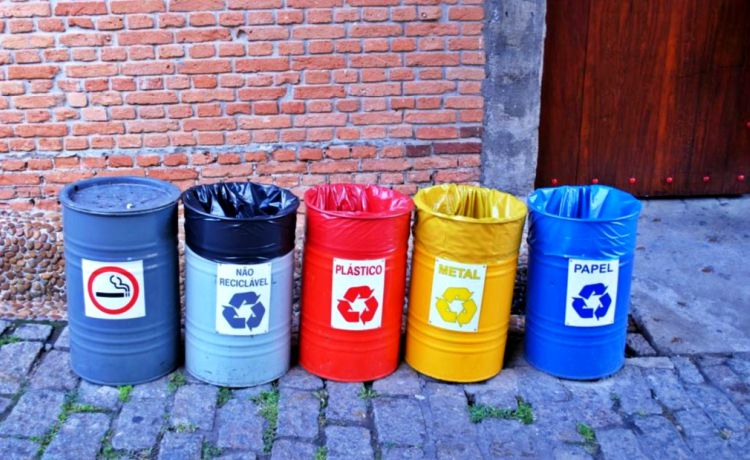 NÃO
RECICLÁVEL
PLÁSTICO
METAL
PAPEL